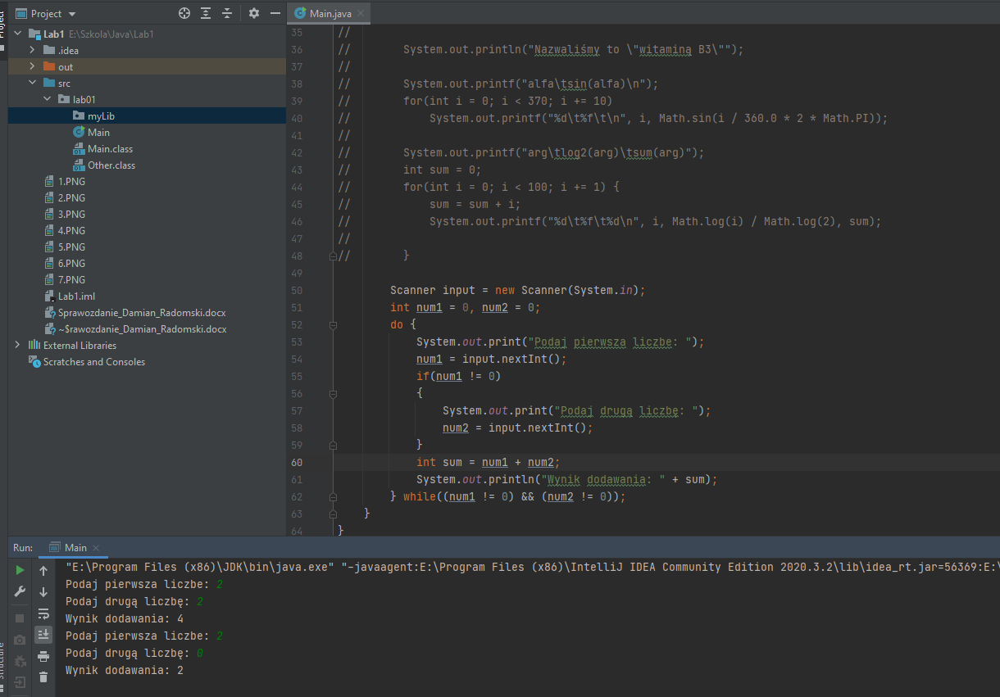 Project
Main.java
Project
Lab1 E:\Szkola\Java\Lab1
.idea
out
src
lab01
myLib
Main
Main.class
Other.class
1.PNG
2.PNG
3.PNG
4.PNG
5.PNG
6.PNG
7.PNG
Lab1.iml
Sprawozdanie_Damian_Radomski.docx
~$rawozdanie_Damian_Radomski.docx
External Libraries
Scratches and Consoles
35 //
36 // System.out.println("Nazwaliśmy to \"witaminą B3\"");
37 //
38 // System.out.printf("alfa\tsin(alfa)\n");
39 // for(int i = 0; i < 370; i += 10)
40 // System.out.printf("%d\t%f\t\n", i, Math.sin(i / 360.0 * 2 * Math.PI));
41 //
42 // System.out.printf("arg\tlog2(arg)\tsum(arg)");
43 // int sum = 0;
44 // for(int i = 0; i < 100; i += 1) {
45 // sum = sum + i;
46 // System.out.printf("%d\t%f\t%d\n", i, Math.log(i) / Math.log(2), sum);
47 //
48 // }
49
50 Scanner input = new Scanner(System.in);
51 int num1 = 0, num2 = 0;
52 do {
53 System.out.print("Podaj pierwsza liczbe: ");
54 num1 = input.nextInt();
55 if(num1 != 0)
56 {
57 System.out.print("Podaj drugą liczbę: ");
58 num2 = input.nextInt();
59 }
60 int sum = num1 + num2;
61 System.out.println("Wynik dodawania: " + sum);
62 } while((num1 != 0) && (num2 != 0));
63 }
64 }
Run: Main
"E:\Program Files (x86)\JDK\bin\java.exe" "-javaagent:E:\Program Files (x86)\IntelliJ IDEA Community Edition 2020.3.2\lib\idea_rt.jar=56369:E:\
Podaj pierwsza liczbe: 2
Podaj drugą liczbę: 2
Wynik dodawania: 4
Podaj pierwsza liczbe: 2
Podaj drugą liczbę: 0
Wynik dodawania: 2